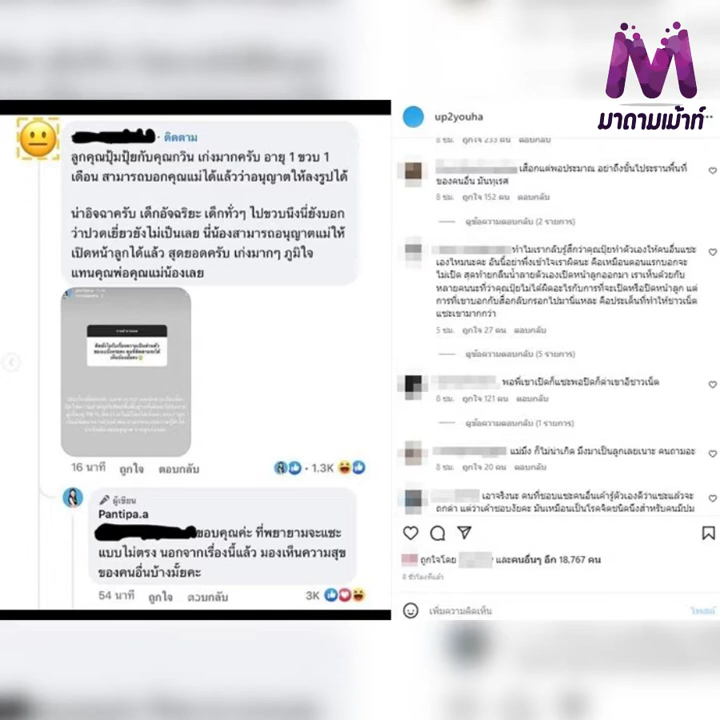 มาดามเม้าท์
· ติดตาม
ลูกคุณปุ้มปุ้ยกับคุณกวิน เก่งมากครับ อายุ 1 ขวบ 1
เดือน สามารถบอกคุณแม่ได้แล้วว่าอนุญาตให้ลงรูปได้
น่าอิจฉาครับ เด็กอัจฉริยะ เด็กทั่วๆ ไปขวบนึงนี่ยังบอก
ว่าปวดเยี่ยวยังไม่เป็นเลย นี่น้องสามารถอนุญาตแม่ให้
เปิดหน้าลูกได้แล้ว สุดยอดครับ เก่งมากๆ ภูมิใจ
แทนคุณพ่อคุณแม่น้องเลย
16 นาที ถูกใจ ตอบกลับ
· 1.3K
ผู้เขียน
Pantipa.a
ขอบคุณค่ะ ที่พยายามจะแซะ
แบบไม่ตรง นอกจากเรื่องนี้แล้ว มองเห็นความสุข
ของคนอื่นบ้างมั้ยคะ
54 นาที ถูกใจ ตอบกลับ
3K
up2youha
8 ชม. ถูกใจ 233 คน ตอบกลับ
เสือกแต่พอประมาณ อย่าถึงขั้นไประรานพื้นที่
ของคนอื่น มันทุเรศ
8 ชม. ถูกใจ 152 คน ตอบกลับ
ดูข้อความตอบกลับ (2 รายการ)
ทำไมเรากลับรู้สึกว่าคุณปุ้ยทำตัวเองให้คนอื่นแซะ
เองไหมนะคะ อันนี้อย่าพึ่งเข้าใจเราผิดนะ คือเหมือนตอนแรกบอกจะ
ไม่เปิด สุดท้ายกลืนน้ำลายตัวเองเปิดหน้าลูกออกมา เราเห็นด้วยกับ
หลายคนนะที่ว่าคุณปุ้ยไม่ได้ผิดอะไรกับการที่จะเปิดหรือปิดหน้าลูก แต่
การที่เขาบอกกับสื่อกลับกรอกไปมานี่แหละ คือประเด็นที่ทำให้ชาวเน็ต
แซะเขามากกว่า
5 ชม. ถูกใจ 27 คน ตอบกลับ
ดูข้อความตอบกลับ (5 รายการ)
พอพี่เขาเปิดก็แซะพอปิดก็ด่าเขาอีชาวเน็ต
8 ชม. ถูกใจ 121 คน ตอบกลับ
ดูข้อความตอบกลับ (1 รายการ)
แม่มึง ก็ไม่น่าเกิด มึงมาเป็นลูกเลยเนาะ คนถามอะ
8 ชม. ถูกใจ 20 คน ตอบกลับ
เอาจริงนะ คนที่ชอบแซะคนอื่นเค้ารู้ตัวเองดีว่าแซะแล้วจะ
ถูกใจโดย และคนอื่นๆ อีก 18,767 คน
8 ชั่วโมงที่แล้ว
เพิ่มความคิดเห็น
โพสต์